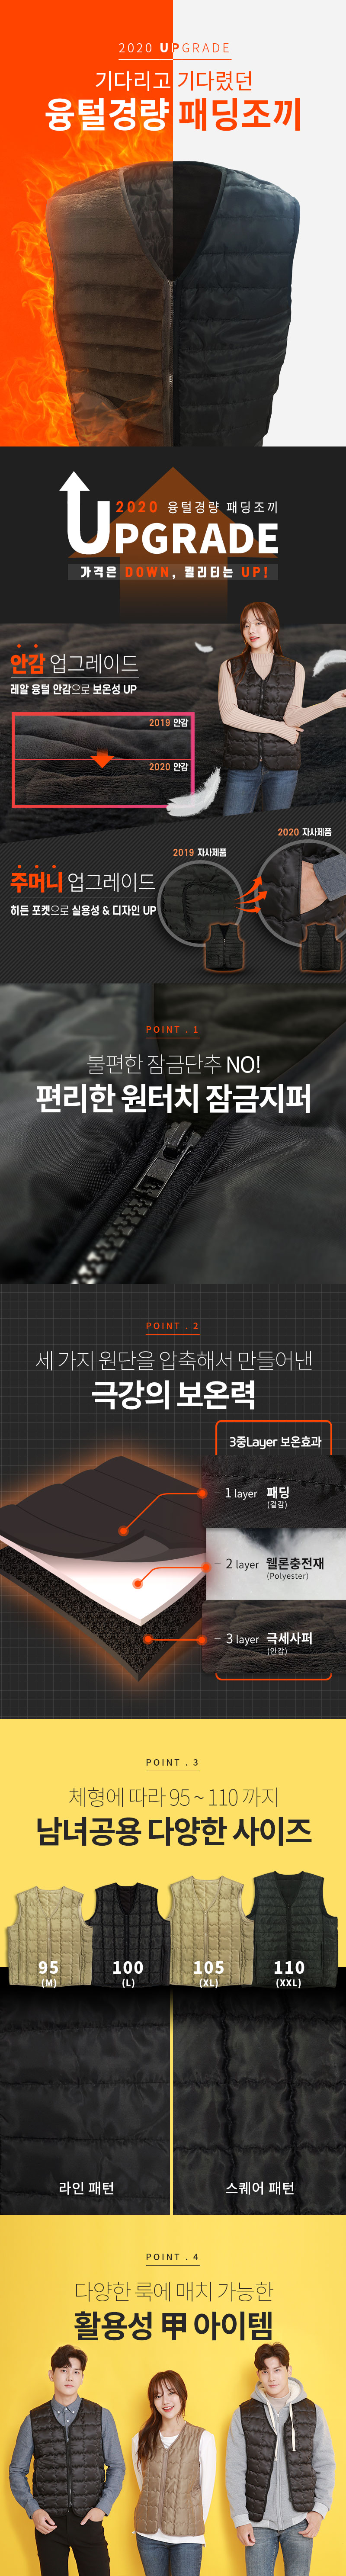 2020 UPGRADE
기다리고 기다렸던
융털경량 패딩조끼
2020 융털경량 패딩조끼
UPGRADE
가격은 DOWN, 퀄리티는 UP!
안감 업그레이드
레알 융털 안감으로 보온성 UP
2019 안감
2020 안감
2020 자사제품
2019 자사제품
주머니 업그레이드
히든 포켓으로 실용성 & 디자인 UP
POINT . 1
불편한 잠금단추 NO!
편리한 원터치 잠금지퍼
POINT . 2
세 가지 원단을 압축해서 만들어낸
극강의 보온력
3중Layer 보온효과
1 layer 패딩
(겉감)
2 layer 웰론충전재
(Polyester)
3 layer 극세사퍼
(안감)
POINT . 3
체형에 따라 95 ~ 110 까지
남녀공용 다양한 사이즈
95 100 105 110
(M) (L) (XL) (XXL)
라인 패턴 스퀘어 패턴
POINT . 4
다양한 룩에 매치 가능한
활용성 甲 아이템